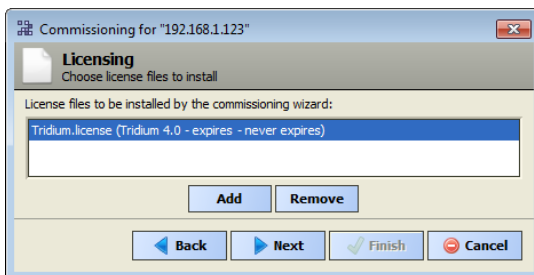 Commissioning for "192.168.1.123"
Licensing
Choose license files to install
License files to be installed by the commissioning wizard:
Tridium.license (Tridium 4.0 - expires - never expires)
Add Remove
Back Next Finish Cancel